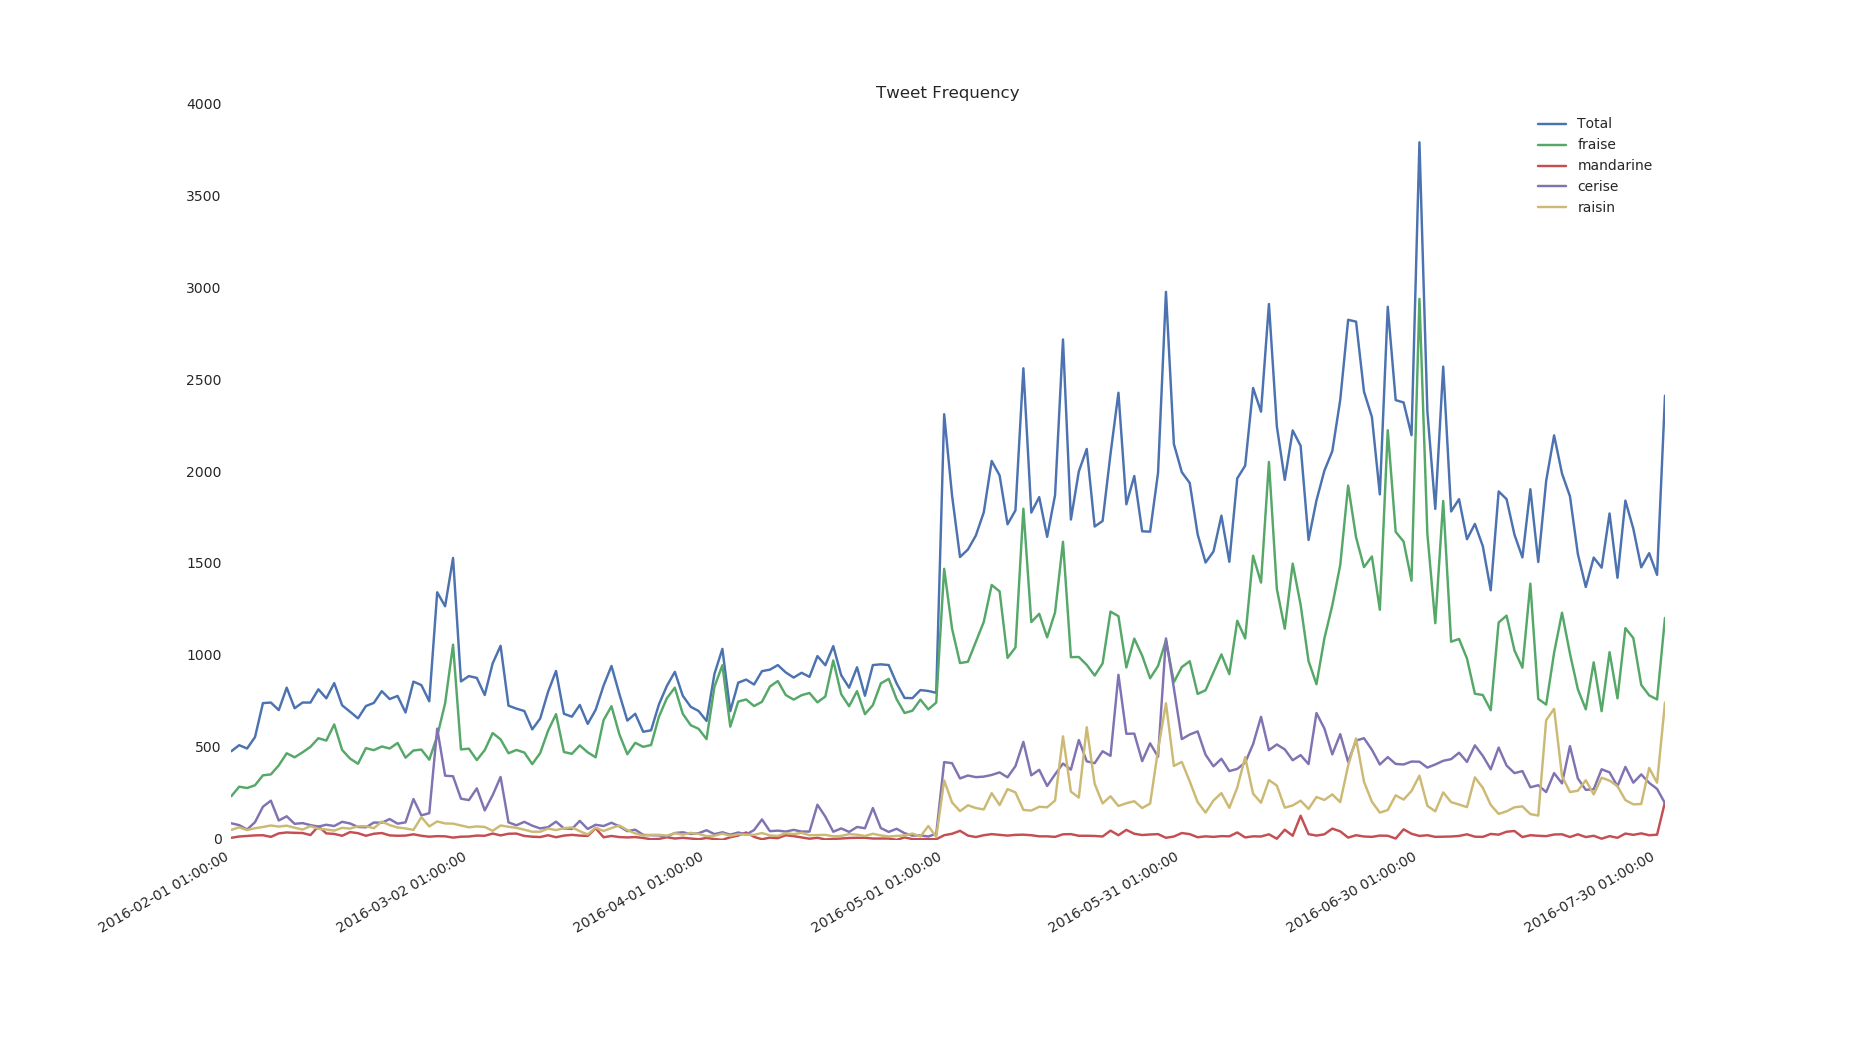 Tweet Frequency
4000
3500
3000
2500
2000
1500
1000
500
0
Total
fraise
mandarine
cerise
raisin
2016-02-01 01:00:00
2016-03-02 01:00:00
2016-04-01 01:00:00
2016-05-01 01:00:00
2016-05-31 01:00:00
2016-06-30 01:00:00
2016-07-30 01:00:00